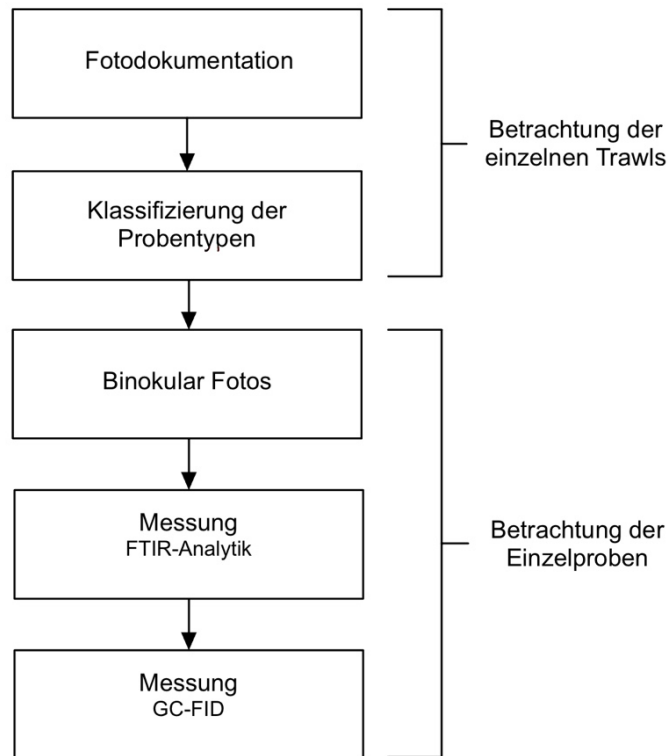 Fotodokumentation
Betrachtung der
einzelnen Trawls
Klassifizierung der
Probentypen
Binokular Fotos
Messung
FTIR-Analytik
Betrachtung der
Einzelproben
Messung
GC-FID